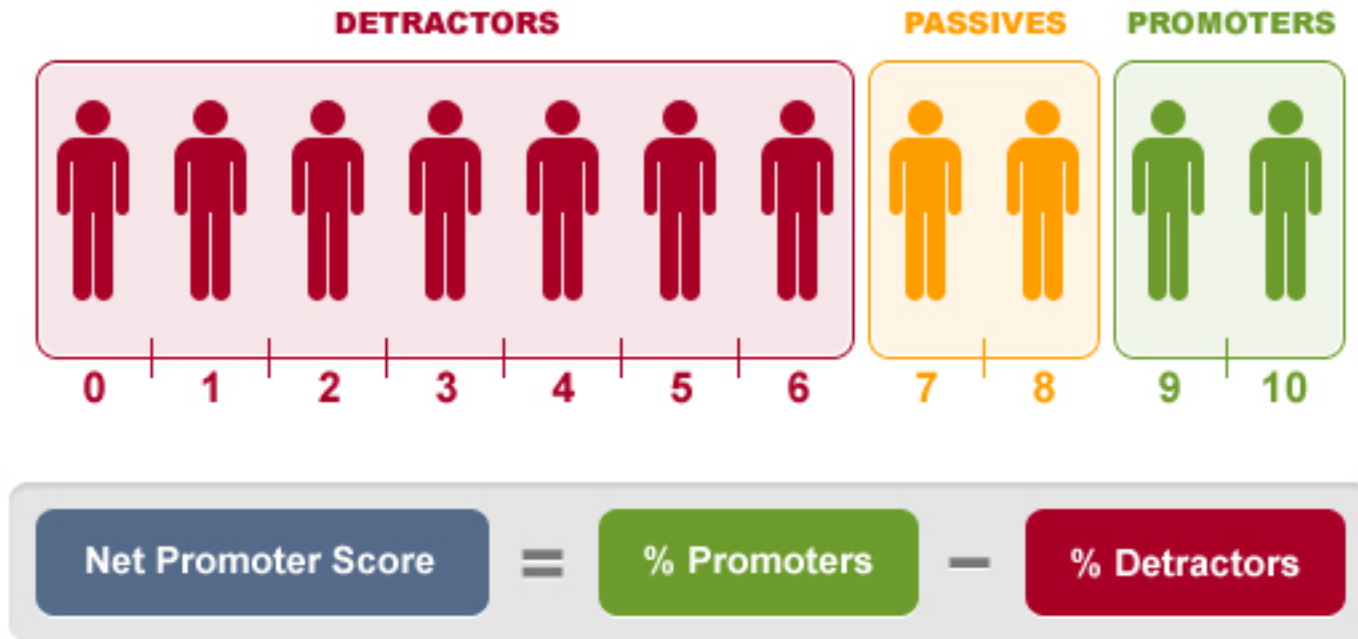 DETRACTORS PASSIVES PROMOTERS
0 1 2 3 4 5 6 7 8 9 10
Net Promoter Score = % Promoters − % Detractors